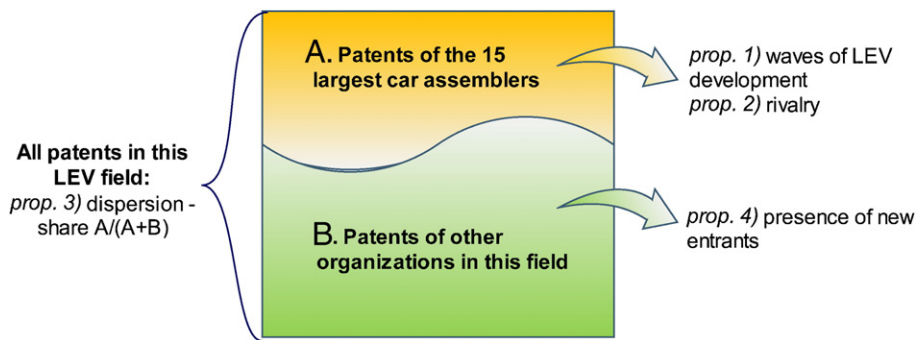 A. Patents of the 15
largest car assemblers
prop. 1) waves of LEV
development
prop. 2) rivalry
All patents in this
LEV field:
prop. 3) dispersion -
share A/(A+B)
B. Patents of other
organizations in this field
prop. 4) presence of new
entrants